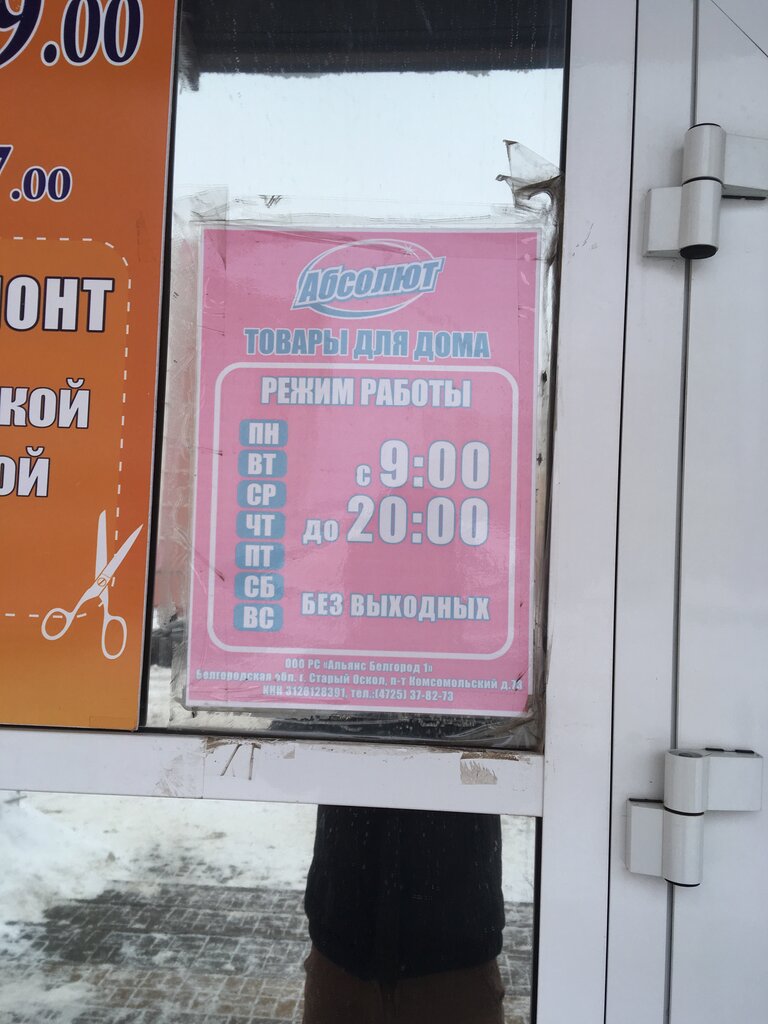 9.00
7.00
ОНТ
кой
ой
Абсолют
ТОВАРЫ ДЛЯ ДОМА
РЕЖИМ РАБОТЫ
ПН
ВТ
СР
ЧТ
ПТ
СБ
ВС
с 9:00
до 20:00
БЕЗ ВЫХОДНЫХ
ООО РС «Альянс Белгород 1»
Белгородская обл. г. Старый Оскол, п-т Комсомольский д.73
тел.:(4725) 37-82-73